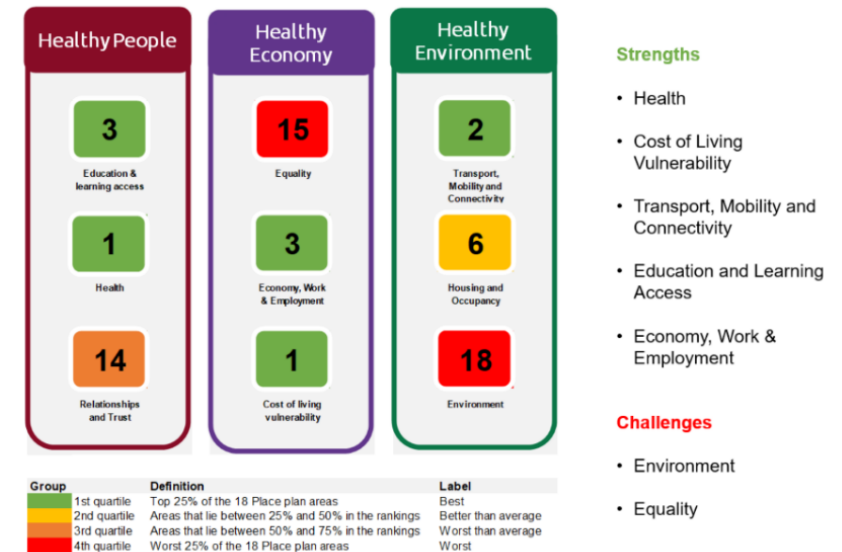 Healthy People
3
Education &
learning access
1
Health
14
Relationships
and Trust
Healthy
Economy
15
Equality
3
Economy, Work
& Employment
1
Cost of living
vulnerability
Healthy
Environment
2
Transport,
Mobility and
Connectivity
6
Housing and
Occupancy
18
Environment
Group Definition Label
1st quartile Top 25% of the 18 Place plan areas Best
2nd quartile Areas that lie between 25% and 50% in the rankings Better than average
3rd quartile Areas that lie between 50% and 75% in the rankings Worst than average
4th quartile Worst 25% of the 18 Place plan areas Worst
Strengths
• Health
• Cost of Living
Vulnerability
• Transport, Mobility and
Connectivity
• Education and Learning
Access
• Economy, Work &
Employment
Challenges
• Environment
• Equality